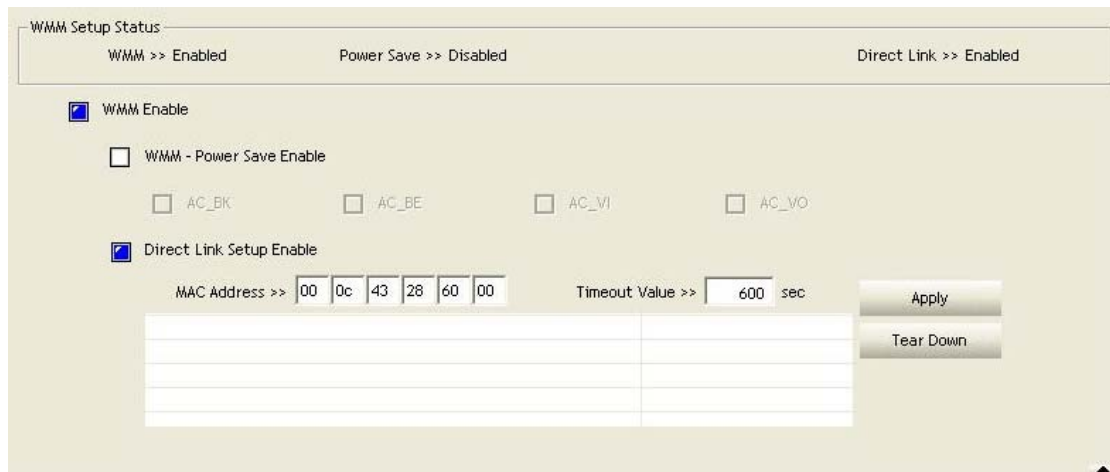 WMM Setup Status
WMM >> Enabled Power Save >> Disabled Direct Link >> Enabled
WMM Enable
WMM - Power Save Enable
AC_BK AC_BE AC_VI AC_VO
Direct Link Setup Enable
MAC Address >> 00 0c 43 28 60 00 Timeout Value >> 600 sec Apply
Tear Down